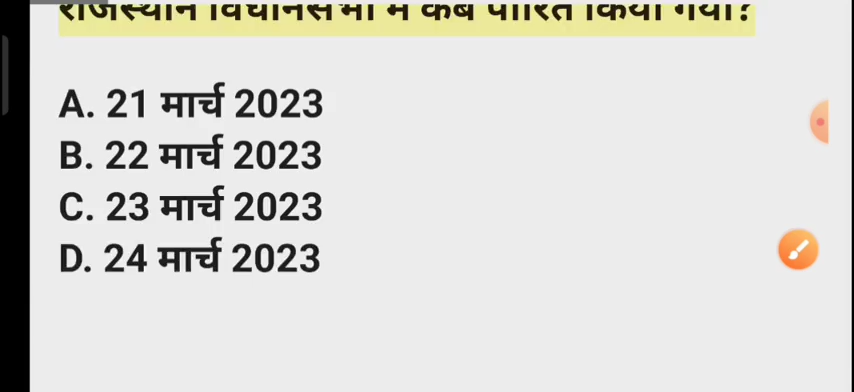 राजस्थान विधानसभा में कब पारित किया गया?
A. 21 मार्च 2023
B. 22 मार्च 2023
C. 23 मार्च 2023
D. 24 मार्च 2023